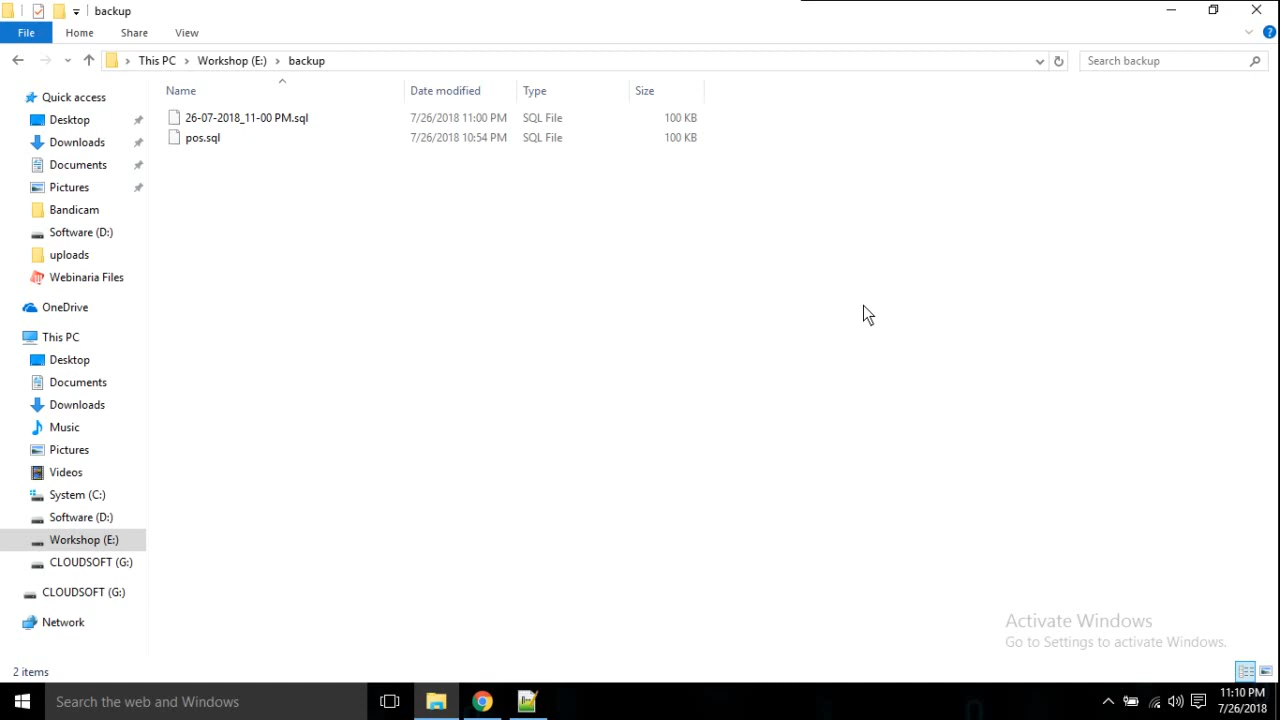 backup
File Home Share View
This PC Workshop (E:) backup Search backup
Name Date modified Type Size
26-07-2018_11-00 PM.sql 7/26/2018 11:00 PM SQL File 100 KB
pos.sql 7/26/2018 10:54 PM SQL File 100 KB
Quick access
Desktop
Downloads
Documents
Pictures
Bandicam
Software (D:)
uploads
Webinaria Files
OneDrive
This PC
Desktop
Documents
Downloads
Music
Pictures
Videos
System (C:)
Software (D:)
Workshop (E:)
CLOUDSOFT (G:)
CLOUDSOFT (G:)
Network
Activate Windows
Go to Settings to activate Windows.
2 items
Search the web and Windows
11:10 PM
7/26/2018